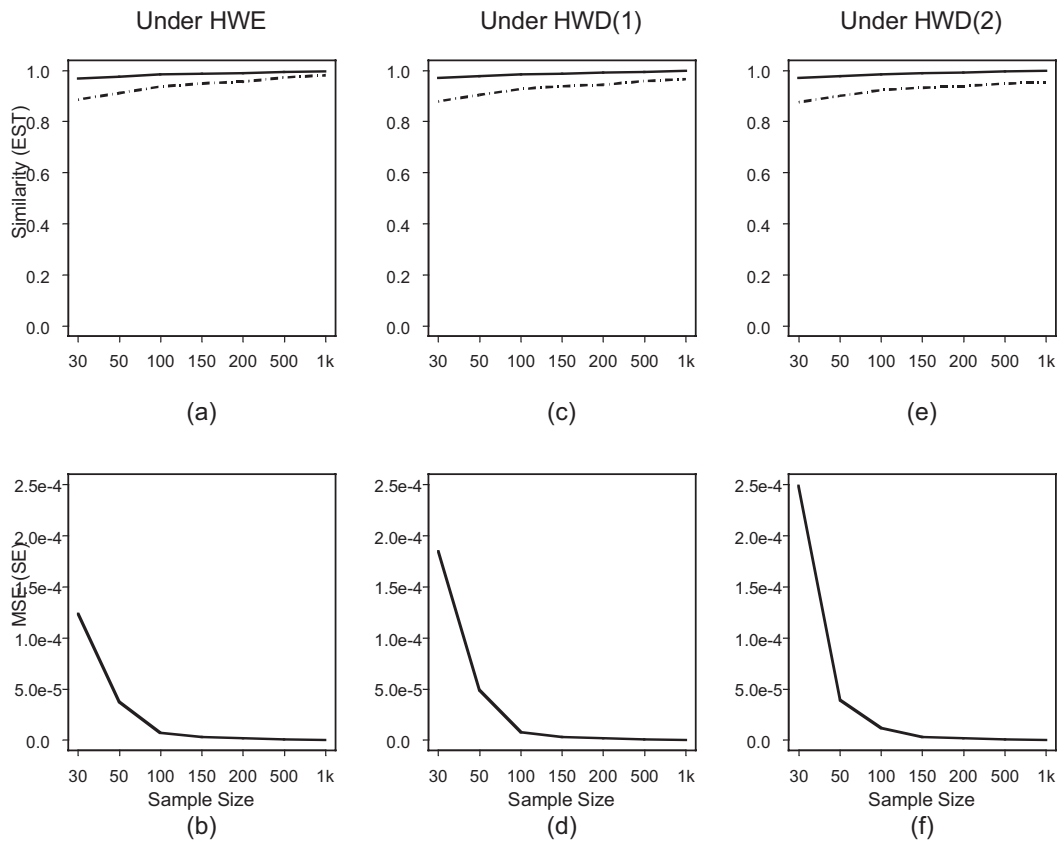 Under HWE
Under HWD(1)
Under HWD(2)
Similarity (EST)
1.0
0.8
0.6
0.4
0.2
0.0
30 50 100 150 200 500 1k
(a)
1.0
0.8
0.6
0.4
0.2
0.0
30 50 100 150 200 500 1k
(c)
1.0
0.8
0.6
0.4
0.2
0.0
30 50 100 150 200 500 1k
(e)
MSE (SE)
2.5e-4
2.0e-4
1.5e-4
1.0e-4
5.0e-5
0.0
30 50 100 150 200 500 1k
Sample Size
(b)
2.5e-4
2.0e-4
1.5e-4
1.0e-4
5.0e-5
0.0
30 50 100 150 200 500 1k
Sample Size
(d)
2.5e-4
2.0e-4
1.5e-4
1.0e-4
5.0e-5
0.0
30 50 100 150 200 500 1k
Sample Size
(f)